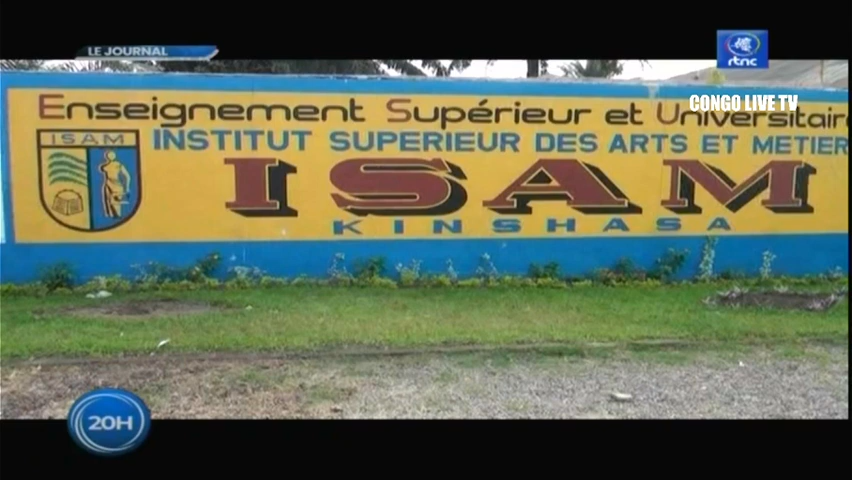 LE JOURNAL
rtnc
CONGO LIVE TV
Enseignement Supérieur et Universitaire
ISAM
INSTITUT SUPERIEUR DES ARTS ET METIER
ISAM
KINSHASA
20H